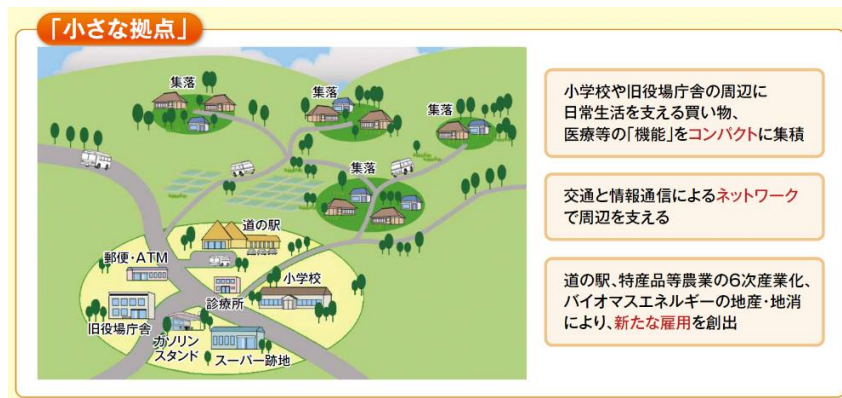 「小さな拠点」
集落
集落
集落
集落
道の駅
郵便・ATM
小学校
診療所
旧役場庁舎
ガソリン
スタンド
スーパー跡地
小学校や旧役場庁舎の周辺に
日常生活を支える買い物、
医療等の「機能」をコンパクトに集積
交通と情報通信によるネットワーク
で周辺を支える
道の駅、特産品等農業の6次産業化、
バイオマスエネルギーの地産・地消
により、新たな雇用を創出